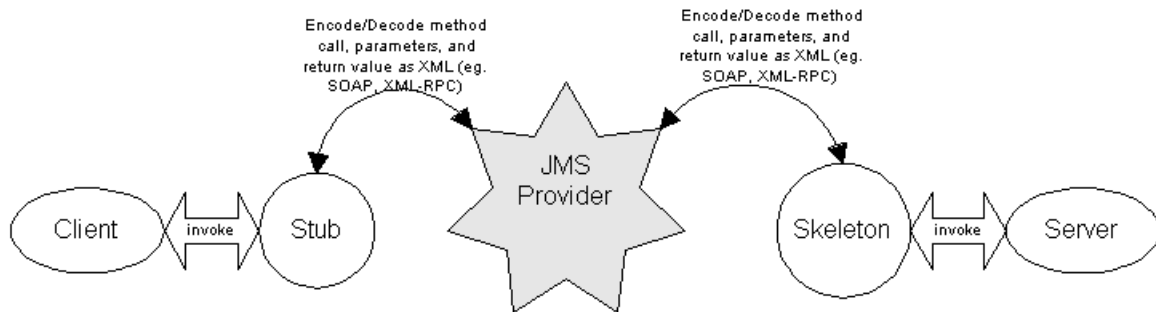 Encode/Decode method
call, parameters, and
return value as XML (eg.
SOAP, XML-RPC)
Encode/Decode method
call, parameters, and
return value as XML (eg.
SOAP, XML-RPC)
JMS
Provider
Client
invoke
Stub
Skeleton
invoke
Server